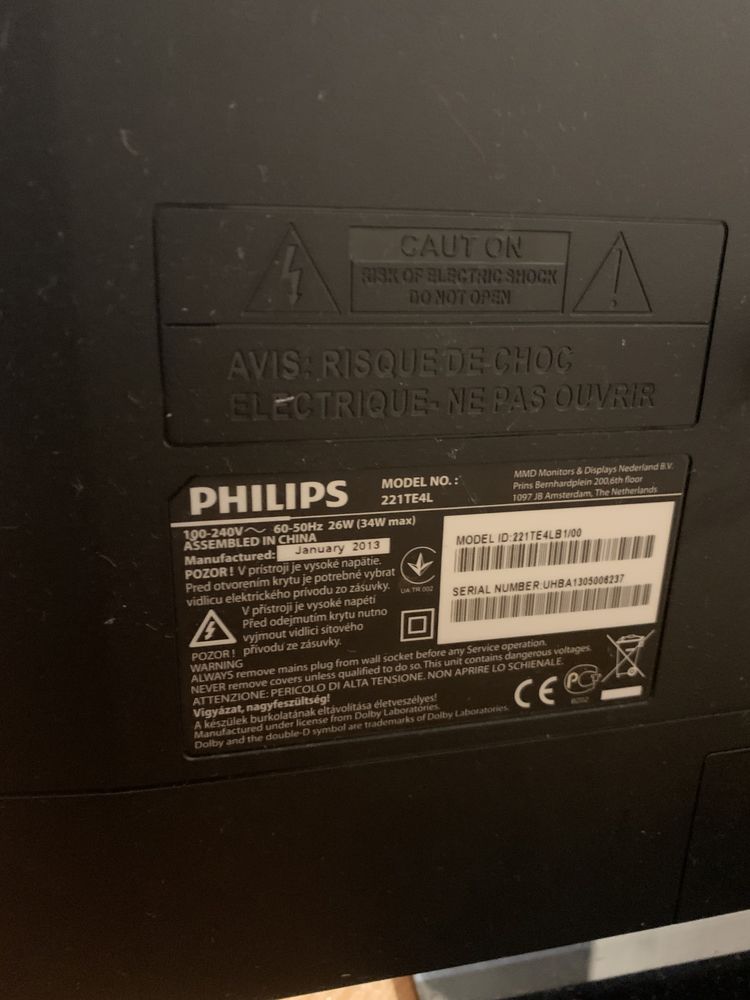 CAUT ON
RISK OF ELECTRIC SHOCK
DO NOT OPEN
AVIS: RISQUE DE CHOC
ELECTRIQUE- NE PAS OUVRIR
PHILIPS
MODEL NO. :
221TE4L
MMD Monitors & Displays Nederland B.V.
Prins Bernhardplein 200,6th floor
1097 JB Amsterdam, The Netherlands
100-240V~ 60-50Hz 26W (34W max)
ASSEMBLED IN CHINA
Manufactured: January 2013
POZOR ! V prístroji je vysoké napätie.
Pred otvorením krytu je potrebné vybrat
vidlicu elektrického prívodu zo zásuvky.
V přístroji je vysoké napětí
Před odejmutím krytu nutno
vyjmout vidlici síťového
POZOR ! přívodu ze zásuvky.
UA.TR.002
MODEL ID:221TE4LB1/00
SERIAL NUMBER:UHBA1305006237
WARNING
ALWAYS remove mains plug from wall socket before any Service operation.
NEVER remove covers unless qualified to do so. This unit contains dangerous voltages.
ATTENZIONE: PERICOLO DI ALTA TENSIONE. NON APRIRE LO SCHIENALE.
Vigyázat, nagyfeszültség!
A készülek burkolatának eltávolítása életveszélyes!
Manufactured under license from Dolby Laboratories.
Dolby and the double-D symbol are trademarks of Dolby Laboratories.
CE
BZ02